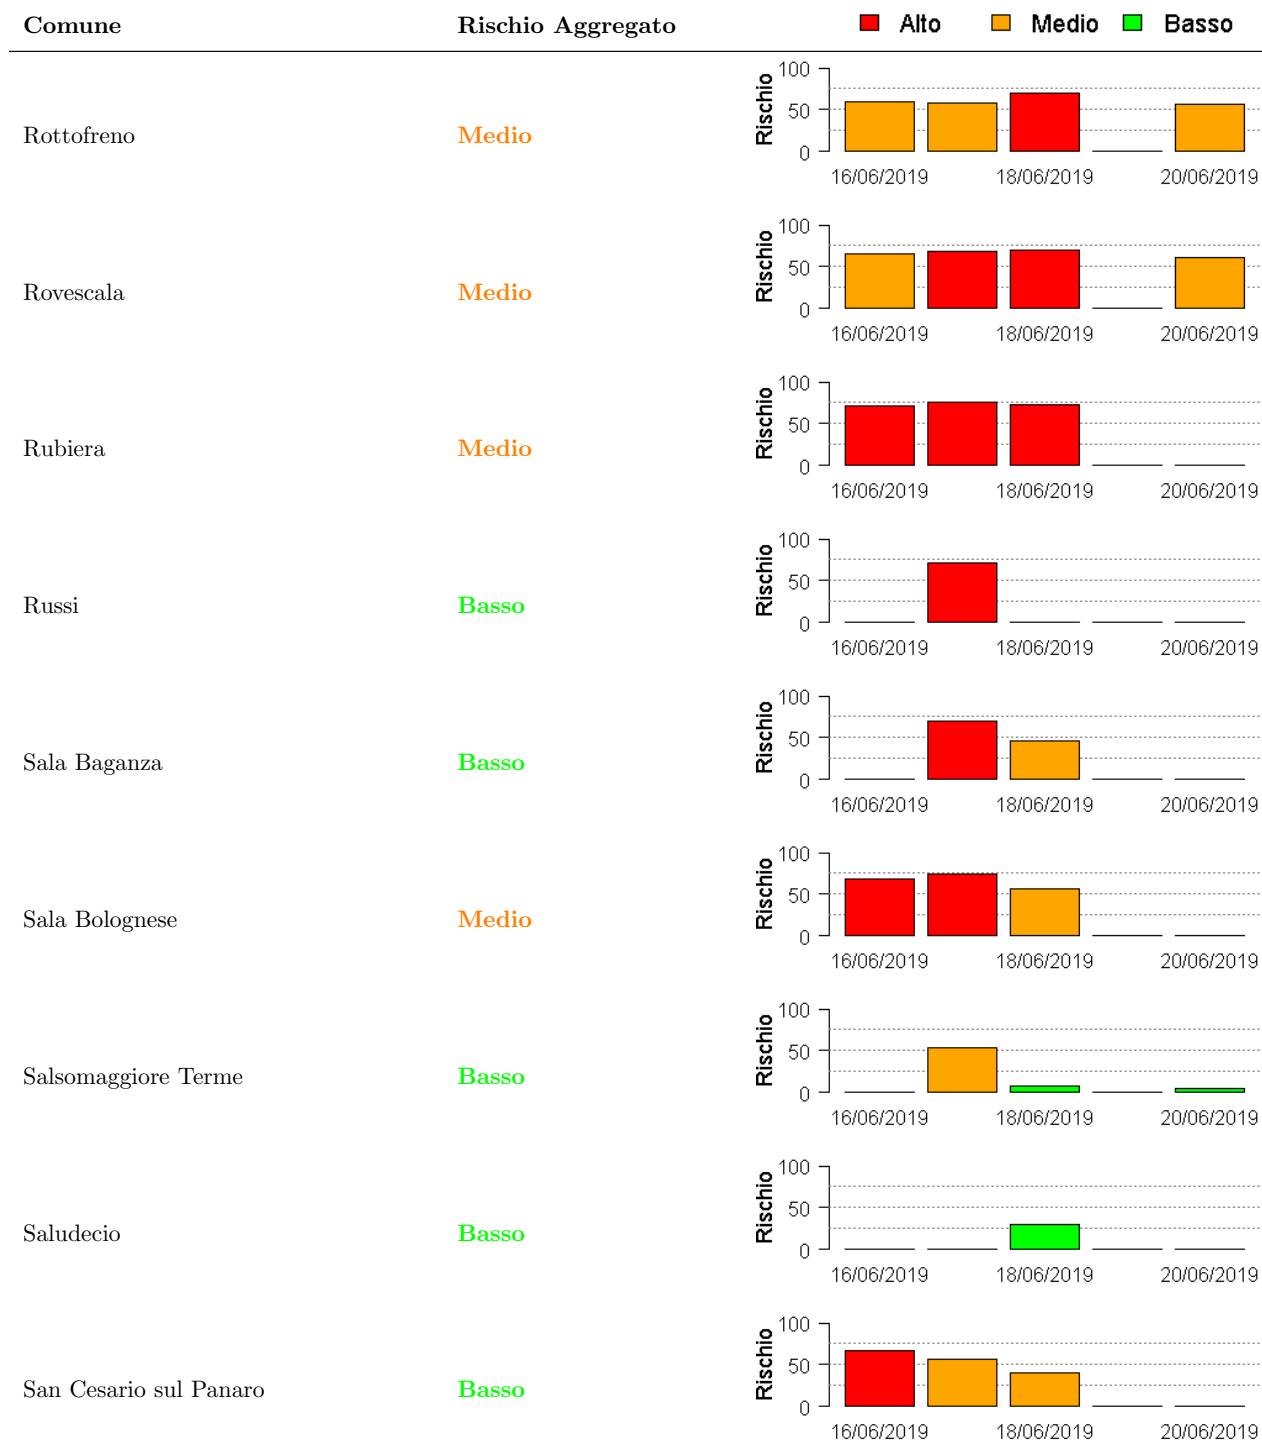 Comune Rischio Aggregato Alto Medio Basso
Rottofreno Medio
Rischio
100
50
0
16/06/2019 18/06/2019 20/06/2019
Rovescala Medio
Rischio
100
50
0
16/06/2019 18/06/2019 20/06/2019
Rubiera Medio
Rischio
100
50
0
16/06/2019 18/06/2019 20/06/2019
Russi Basso
Rischio
100
50
0
16/06/2019 18/06/2019 20/06/2019
Sala Baganza Basso
Rischio
100
50
0
16/06/2019 18/06/2019 20/06/2019
Sala Bolognese Medio
Rischio
100
50
0
16/06/2019 18/06/2019 20/06/2019
Salsomaggiore Terme Basso
Rischio
100
50
0
16/06/2019 18/06/2019 20/06/2019
Saludecio Basso
Rischio
100
50
0
16/06/2019 18/06/2019 20/06/2019
San Cesario sul Panaro Basso
Rischio
100
50
0
16/06/2019 18/06/2019 20/06/2019